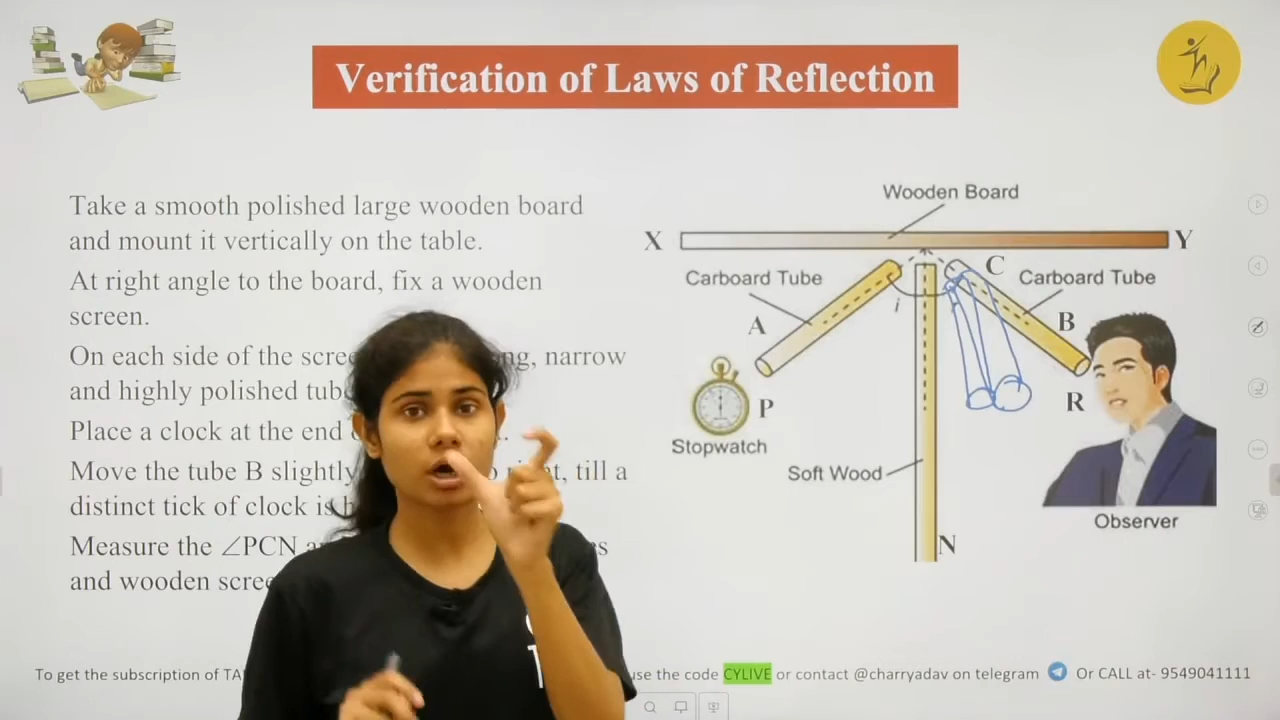 Verification of Laws of Reflection
Take a smooth polished large wooden board
and mount it vertically on the table.
At right angle to the board, fix a wooden
screen.
On each side of the screen narrow
and highly polished
Place a clock at the end
Move the tube B slightly till a
distinct tick of clock is
Measure the ∠PCN
and wooden
Wooden Board
X
Y
Carboard Tube
C
Carboard Tube
i
A
B
P
R
Stopwatch
Soft Wood
Observer
N
To get the subscription of use the code CYLIVE or contact @charryadav on telegram Or CALL at- 9549041111